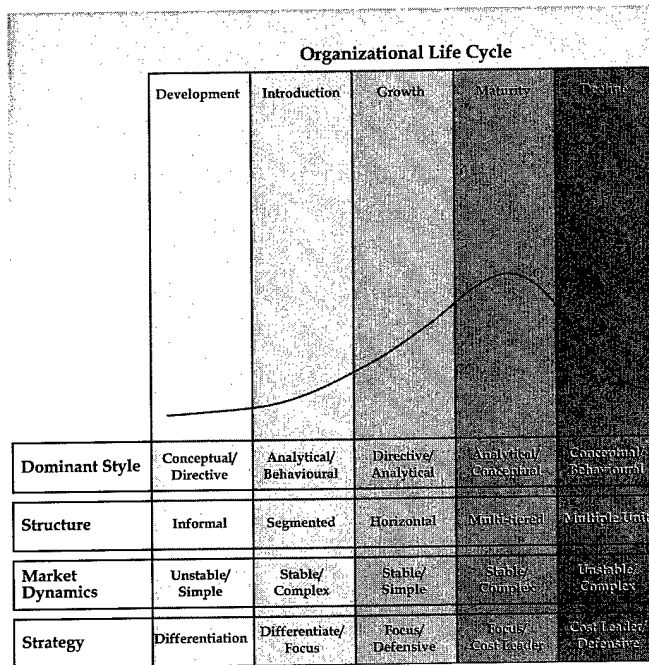 Organizational Life Cycle
Development Introduction Growth Maturity Decline
Dominant Style
Conceptual/
Directive
Analytical/
Behavioural
Directive/
Analytical
Analytical/
Conceptual
Conceptual/
Behavioural
Structure
Informal
Segmented
Horizontal
Multi-tiered
Multiple Unit
Market
Dynamics
Unstable/
Simple
Stable/
Complex
Stable/
Simple
Stable/
Complex
Unstable/
Complex
Strategy
Differentiation
Differentiate/
Focus
Focus/
Defensive
Focus/
Cost Leader
Cost Leader/
Defensive